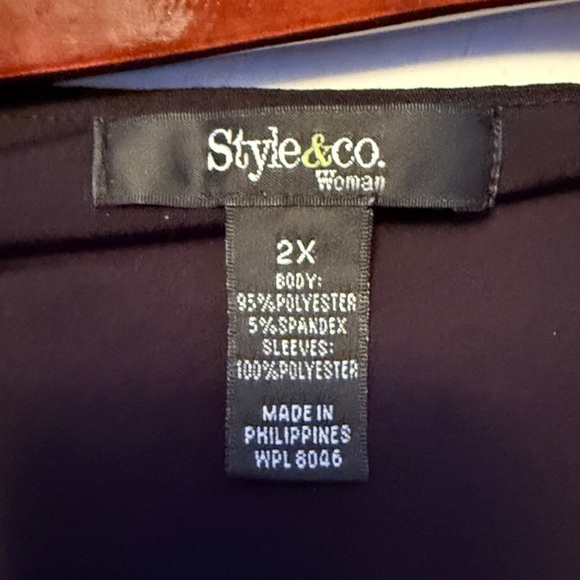 Style&co.
Woman
2X
BODY:
95%POLYESTER
5%SPANDEX
SLEEVES:
100%POLYESTER
MADE IN
PHILIPPINES
WPL 8046